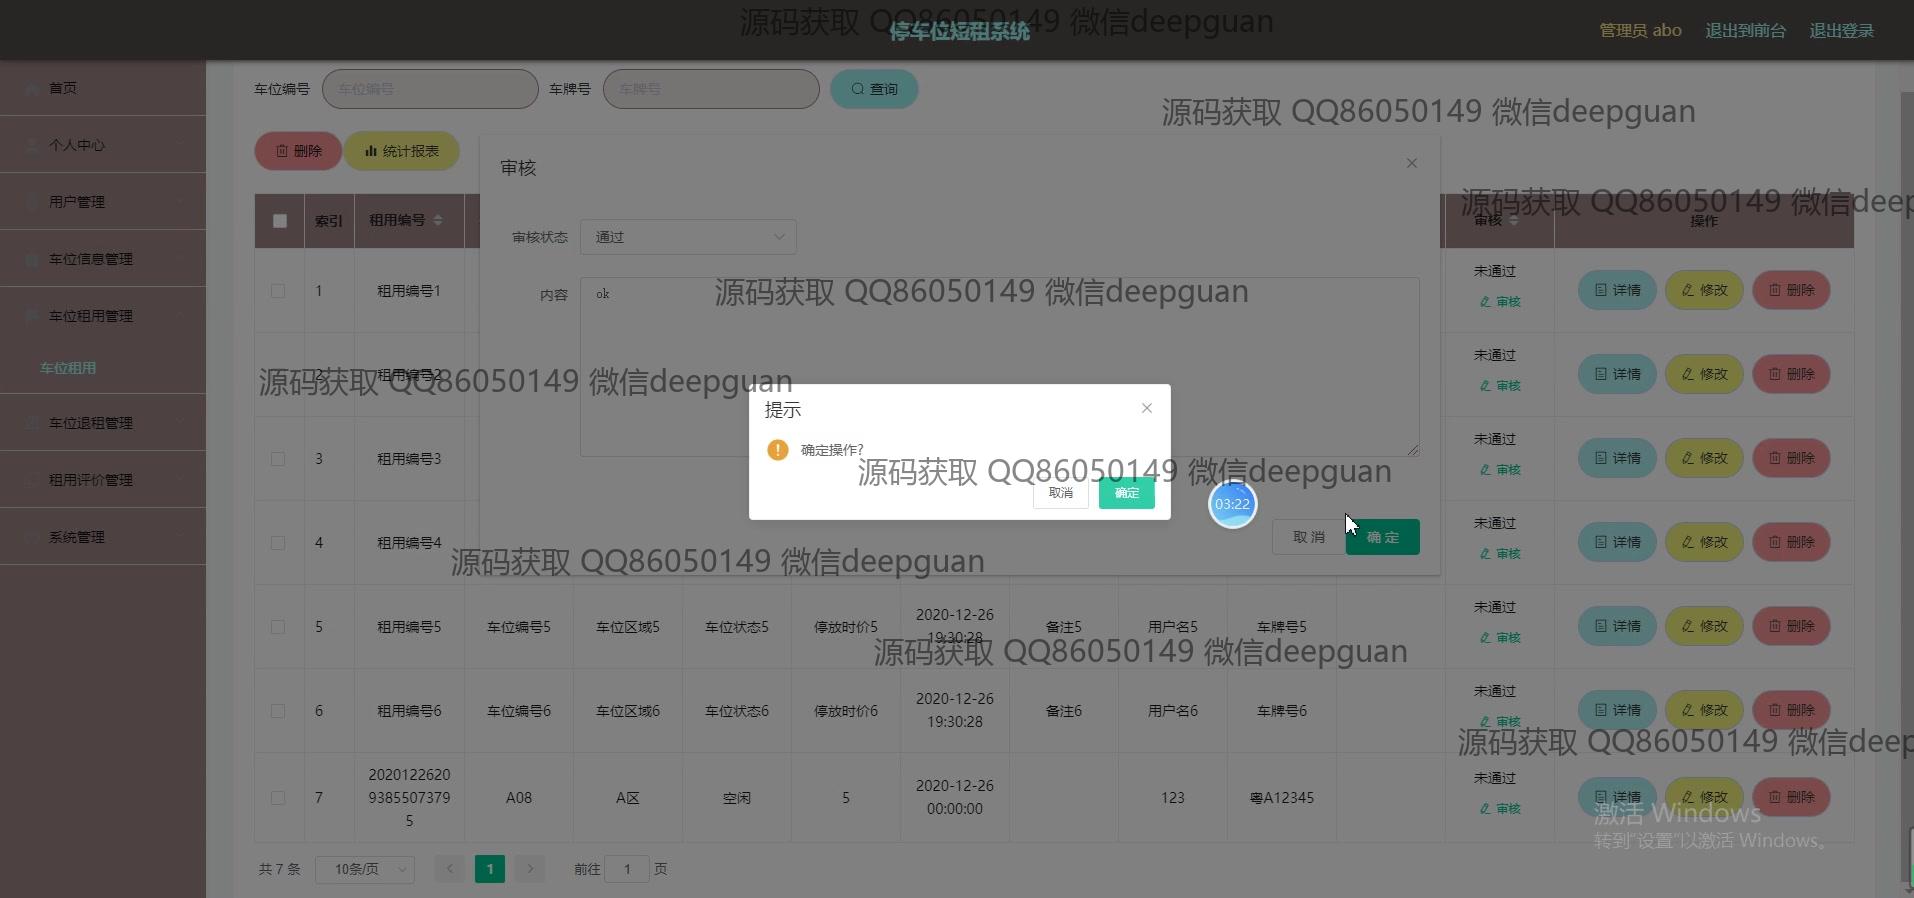 停车位短租系统
源码获取 QQ86050149 微信deepguan
管理员 abo 退出到前台 退出登录
首页
个人中心
用户管理
车位信息管理
车位租用管理
车位租用
车位退租管理
租用评价管理
系统管理
车位编号 车位编号 车牌号 车牌号 查询
源码获取 QQ86050149 微信deepguan
删除 统计报表
审核
源码获取 QQ86050149 微信deep
索引 租用编号 审核 操作
审核状态 通过
内容 ok
源码获取 QQ86050149 微信deepguan
1 租用编号1 未通过 审核 详情 修改 删除
2 租用编号2 未通过 审核 详情 修改 删除
源码获取 QQ86050149 微信deepguan
提示
确定操作?
源码获取 QQ86050149 微信deepguan
取消 确定
03:22
3 租用编号3 未通过 审核 详情 修改 删除
4 租用编号4 未通过 审核 详情 修改 删除
取消 确定
源码获取 QQ86050149 微信deepguan
5 租用编号5 车位编号5 车位区域5 车位状态5 停放时价5 2020-12-26 19:30:28 备注5 用户名5 车牌号5 未通过 审核 详情 修改 删除
源码获取 QQ86050149 微信deepguan
6 租用编号6 车位编号6 车位区域6 车位状态6 停放时价6 2020-12-26 19:30:28 备注6 用户名6 车牌号6 未通过 审核 详情 修改 删除
源码获取 QQ86050149 微信deep
7 2020122620 9385507379 5 A08 A区 空闲 5 2020-12-26 00:00:00 123 粤A12345 未通过 审核 详情 修改 删除
激活 Windows
转到"设置"以激活 Windows。
共 7 条 10条/页 1 前往 1 页